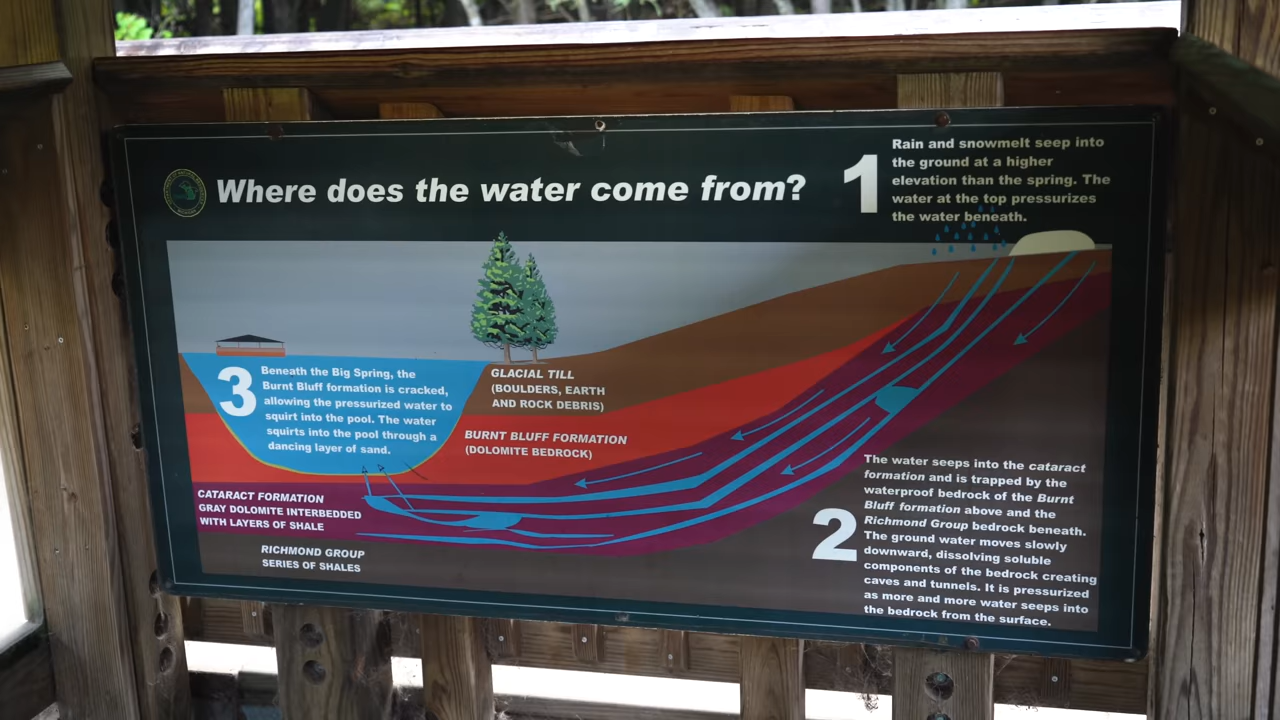 Where does the water come from?
1
Rain and snowmelt seep into
the ground at a higher
elevation than the spring. The
water at the top pressurizes
the water beneath.
3
Beneath the Big Spring, the
Burnt Bluff formation is cracked,
allowing the pressurized water to
squirt into the pool. The water
squirts into the pool through a
dancing layer of sand.
GLACIAL TILL
(BOULDERS, EARTH
AND ROCK DEBRIS)
BURNT BLUFF FORMATION
(DOLOMITE BEDROCK)
CATARACT FORMATION
GRAY DOLOMITE INTERBEDDED
WITH LAYERS OF SHALE
RICHMOND GROUP
SERIES OF SHALES
2
The water seeps into the cataract
formation and is trapped by the
waterproof bedrock of the Burnt
Bluff formation above and the
Richmond Group bedrock beneath.
The ground water moves slowly
downward, dissolving soluble
components of the bedrock creating
caves and tunnels. It is pressurized
as more and more water seeps into
the bedrock from the surface.